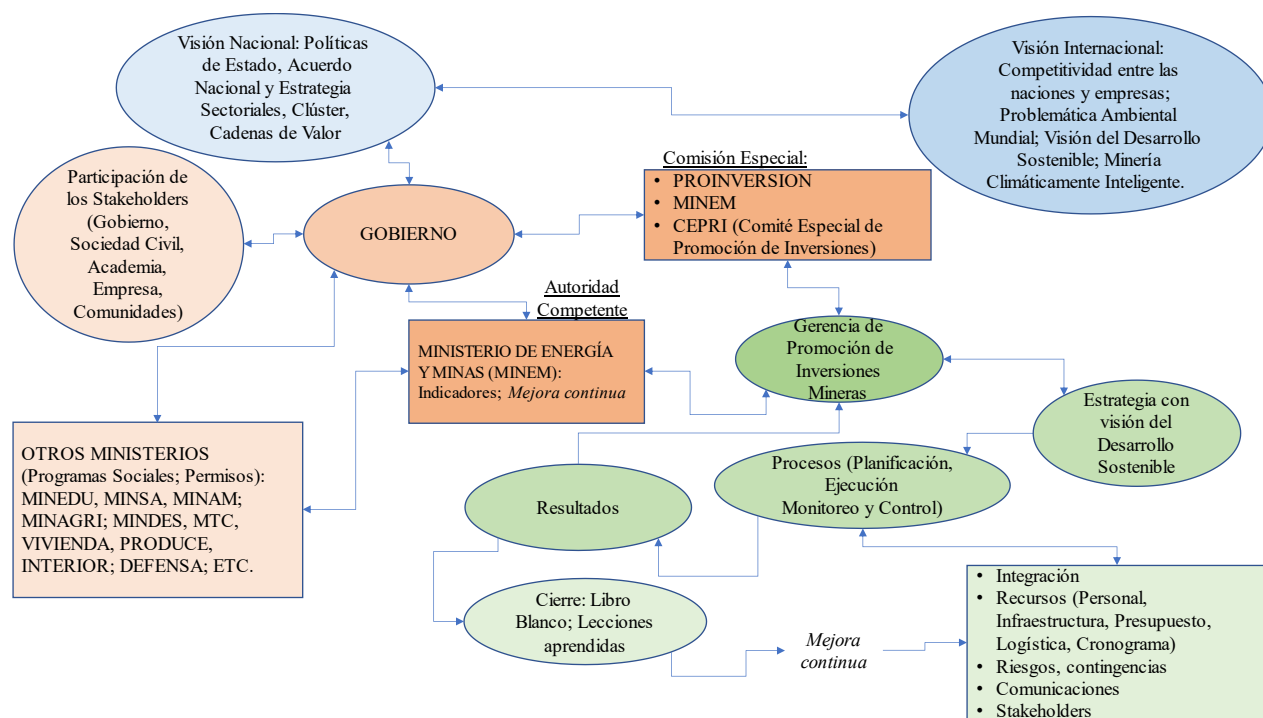 Visión Nacional: Políticas
de Estado, Acuerdo
Nacional y Estrategia
Sectoriales, Clúster,
Cadenas de Valor
Visión Internacional:
Competitividad entre las
naciones y empresas;
Problemática Ambiental
Mundial; Visión del Desarrollo
Sostenible; Minería
Climáticamente Inteligente.
Participación de
los Stakeholders
(Gobierno,
Sociedad Civil,
Academia,
Empresa,
Comunidades)
GOBIERNO
Comisión Especial:
• PROINVERSION
• MINEM
• CEPRI (Comité Especial de
Promoción de Inversiones)
Autoridad
Competente
MINISTERIO DE ENERGÍA
Y MINAS (MINEM):
Indicadores; Mejora continua
Gerencia de
Promoción de
Inversiones
Mineras
Estrategia con
visión del
Desarrollo
Sostenible
OTROS MINISTERIOS
(Programas Sociales; Permisos):
MINEDU, MINSA, MINAM;
MINAGRI; MINDES, MTC,
VIVIENDA, PRODUCE,
INTERIOR; DEFENSA; ETC.
Resultados
Procesos (Planificación,
Ejecución
Monitoreo y Control)
Cierre: Libro
Blanco; Lecciones
aprendidas
Mejora
continua
• Integración
• Recursos (Personal,
Infraestructura, Presupuesto,
Logística, Cronograma)
• Riesgos, contingencias
• Comunicaciones
• Stakeholders